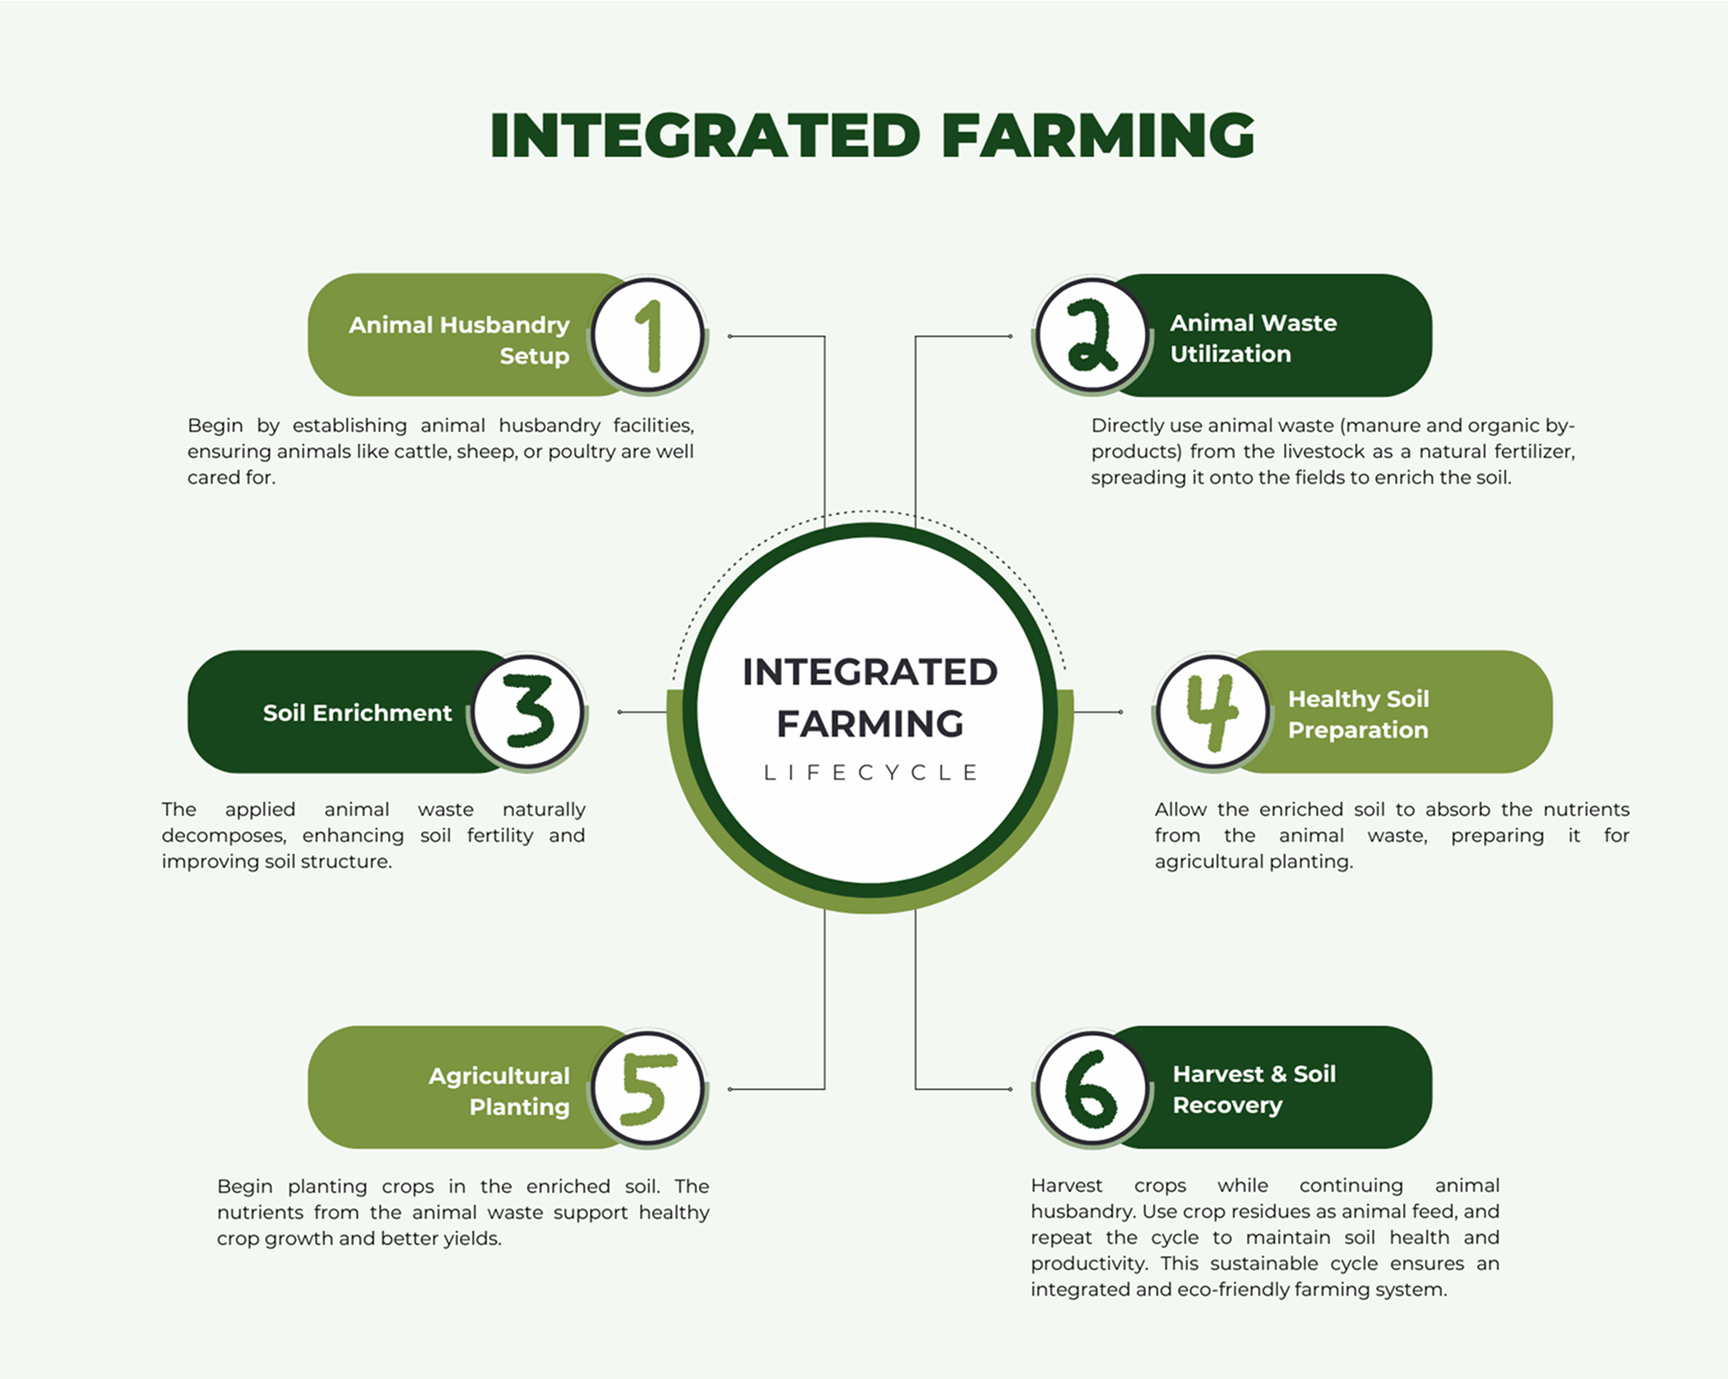 INTEGRATED FARMING
Animal Husbandry
Setup
1
Begin by establishing animal husbandry facilities,
ensuring animals like cattle, sheep, or poultry are well
cared for.
2
Animal Waste
Utilization
Directly use animal waste (manure and organic by-
products) from the livestock as a natural fertilizer,
spreading it onto the fields to enrich the soil.
INTEGRATED
FARMING
LIFECYCLE
Soil Enrichment
3
The applied animal waste naturally
decomposes, enhancing soil fertility and
improving soil structure.
4
Healthy Soil
Preparation
Allow the enriched soil to absorb the nutrients
from the animal waste, preparing it for
agricultural planting.
Agricultural
Planting
5
Begin planting crops in the enriched soil. The
nutrients from the animal waste support healthy
crop growth and better yields.
6
Harvest & Soil
Recovery
Harvest crops while continuing animal
husbandry. Use crop residues as animal feed, and
repeat the cycle to maintain soil health and
productivity. This sustainable cycle ensures an
integrated and eco-friendly farming system.